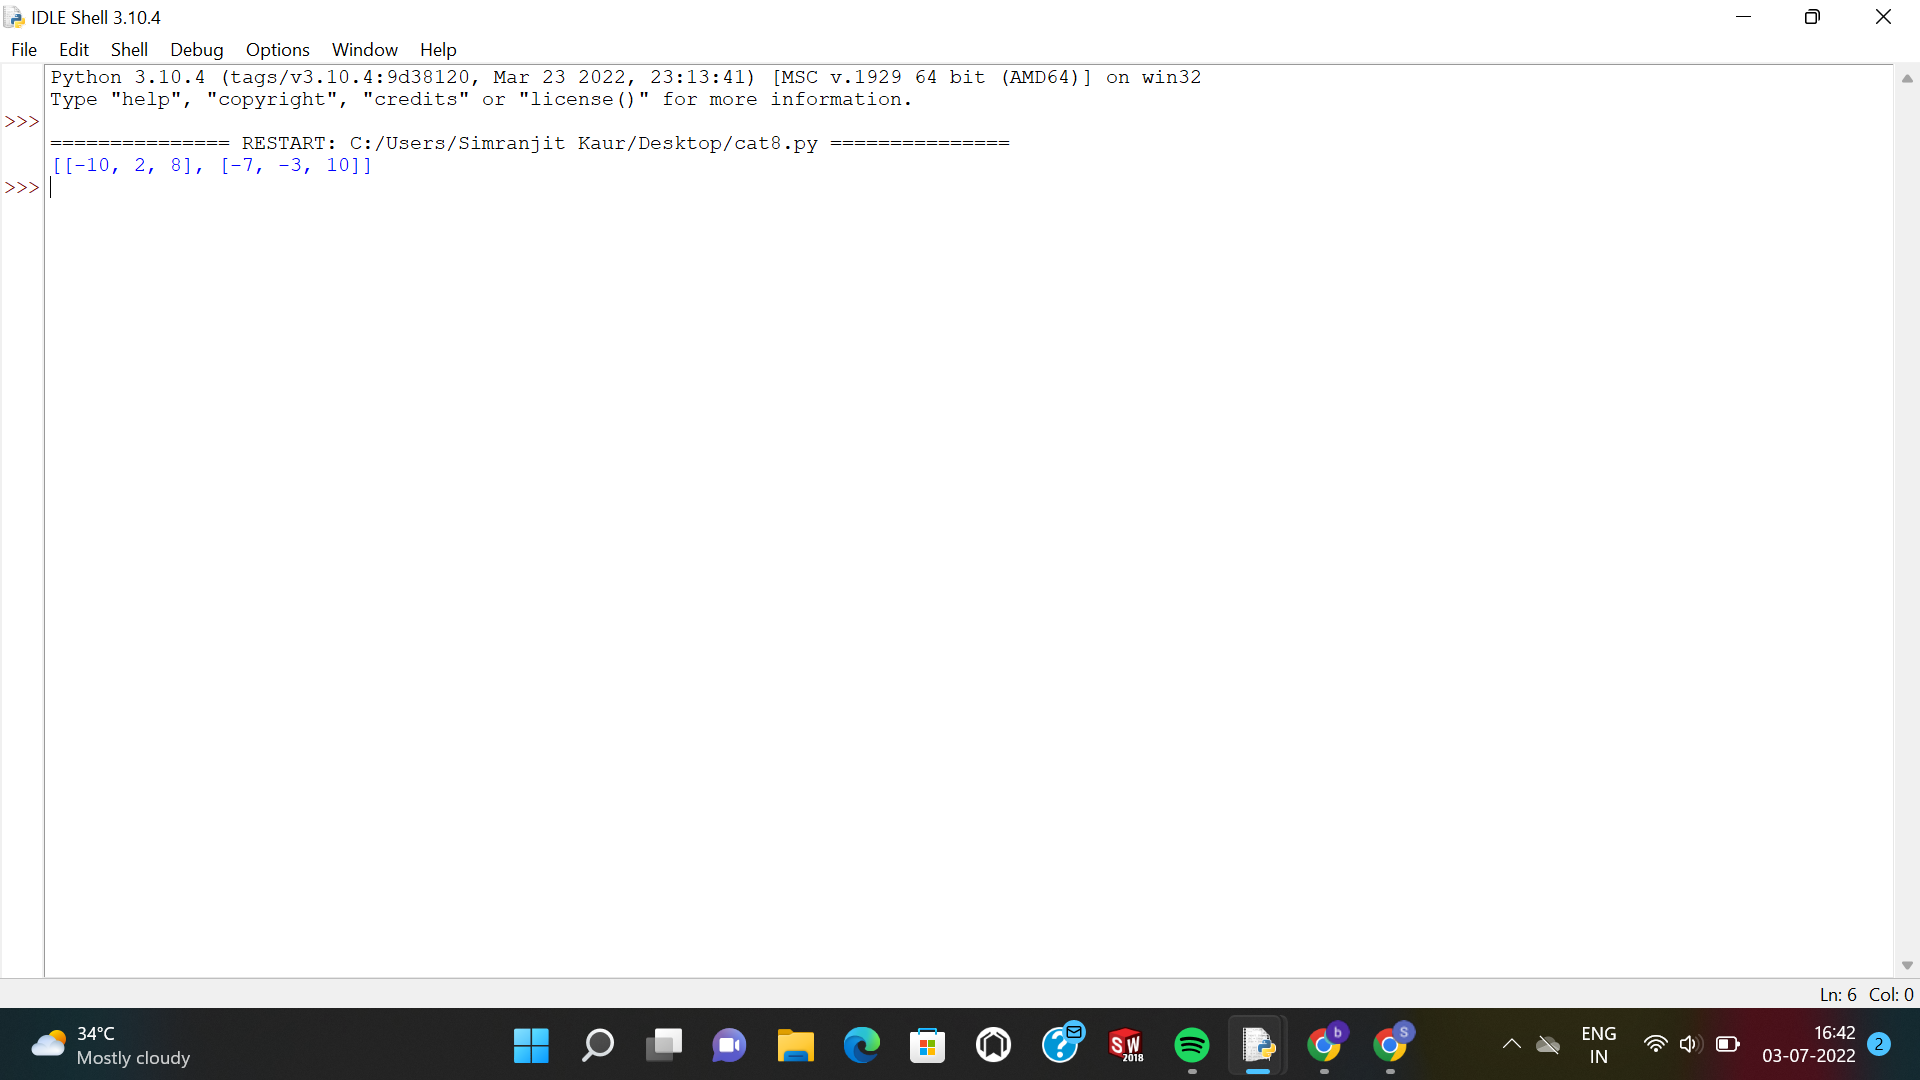 IDLE Shell 3.10.4
File Edit Shell Debug Options Window Help
Python 3.10.4 (tags/v3.10.4:9d38120, Mar 23 2022, 23:13:41) [MSC v.1929 64 bit (AMD64)] on win32
Type "help", "copyright", "credits" or "license()" for more information.
>>>
=============== RESTART: C:/Users/Simranjit Kaur/Desktop/cat8.py ===============
[[-10, 2, 8], [-7, -3, 10]]
>>>
Ln: 6 Col: 0
34°C
Mostly cloudy
SW
2018
b
S
ENG
IN
16:42
03-07-2022
2